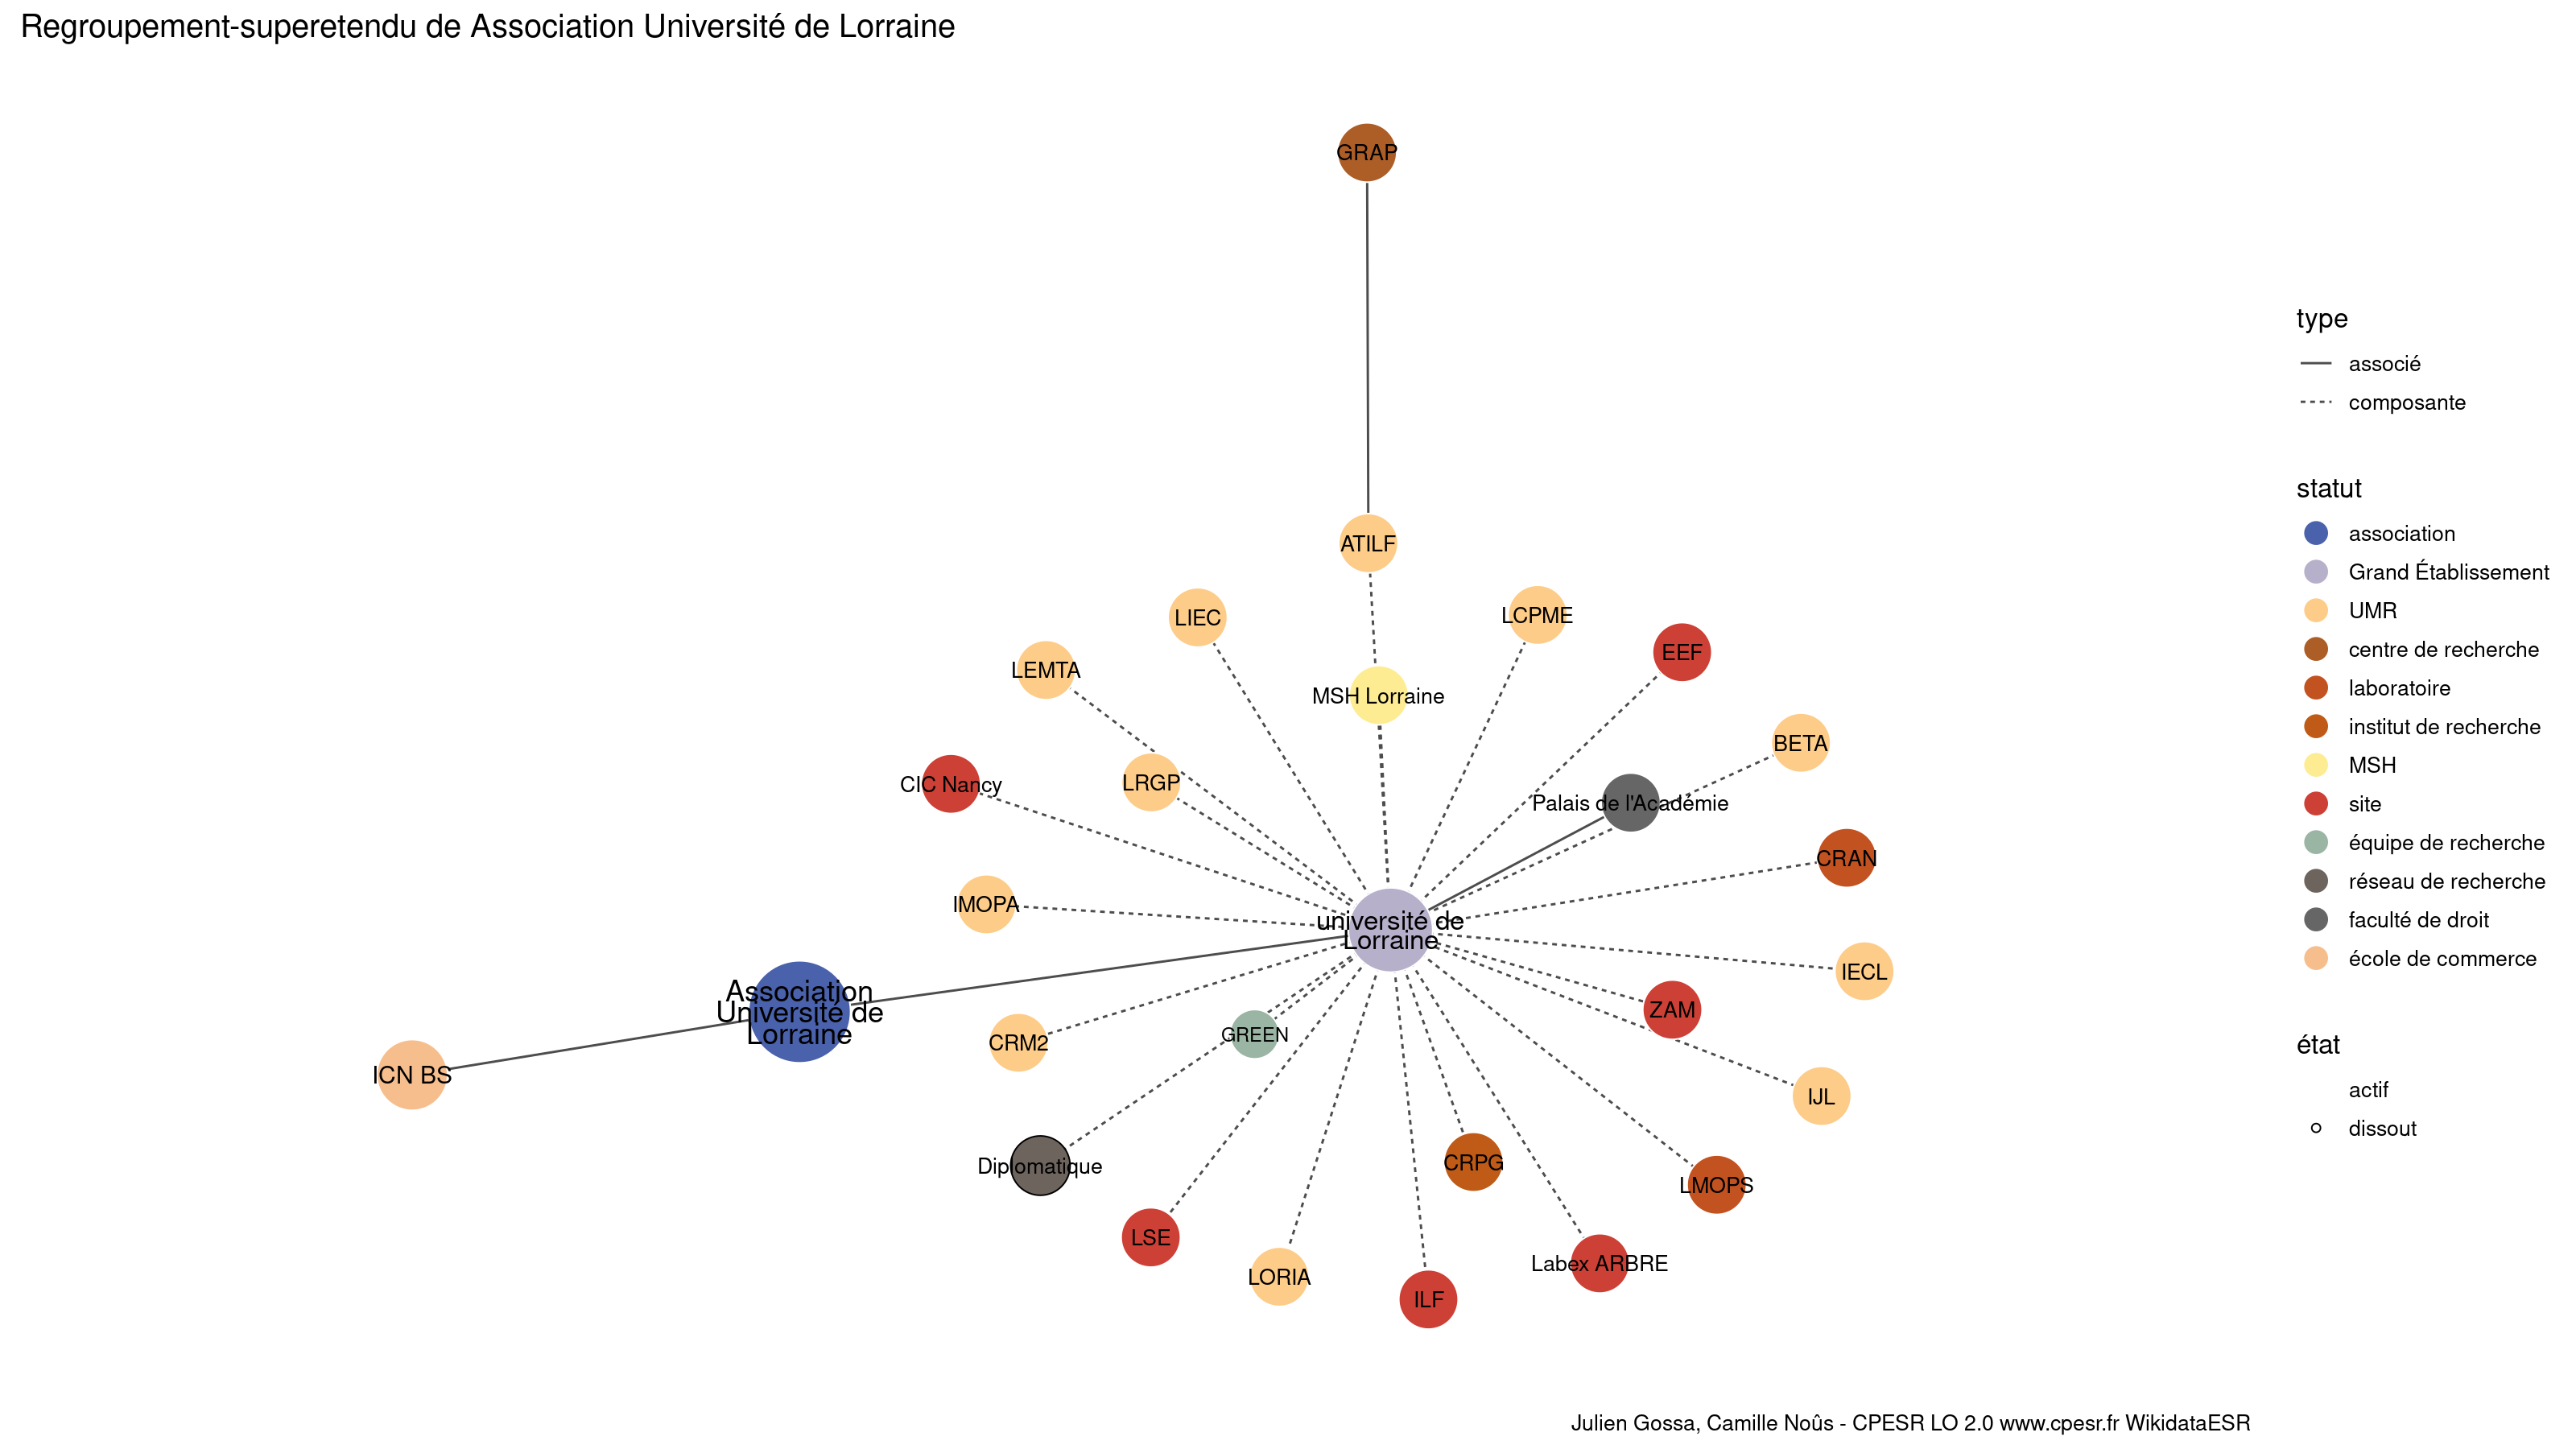 Regroupement-superetendu de Association Université de Lorraine
GRAP
ATILF
LIEC
LCPME
EEF
LEMTA
MSH Lorraine
BETA
CIC Nancy
LRGP
Palais de l'Académie
CRAN
IMOPA
université de
Lorraine
IECL
Association
Université de
Lorraine
ZAM
CRM2
GREEN
ICN BS
IJL
Diplomatique
CRPG
LMOPS
LSE
LORIA
Labex ARBRE
ILF
type
associé
composante
statut
association
Grand Établissement
UMR
centre de recherche
laboratoire
institut de recherche
MSH
site
équipe de recherche
réseau de recherche
faculté de droit
école de commerce
état
actif
dissout
Julien Gossa, Camille Noûs - CPESR LO 2.0 www.cpesr.fr WikidataESR